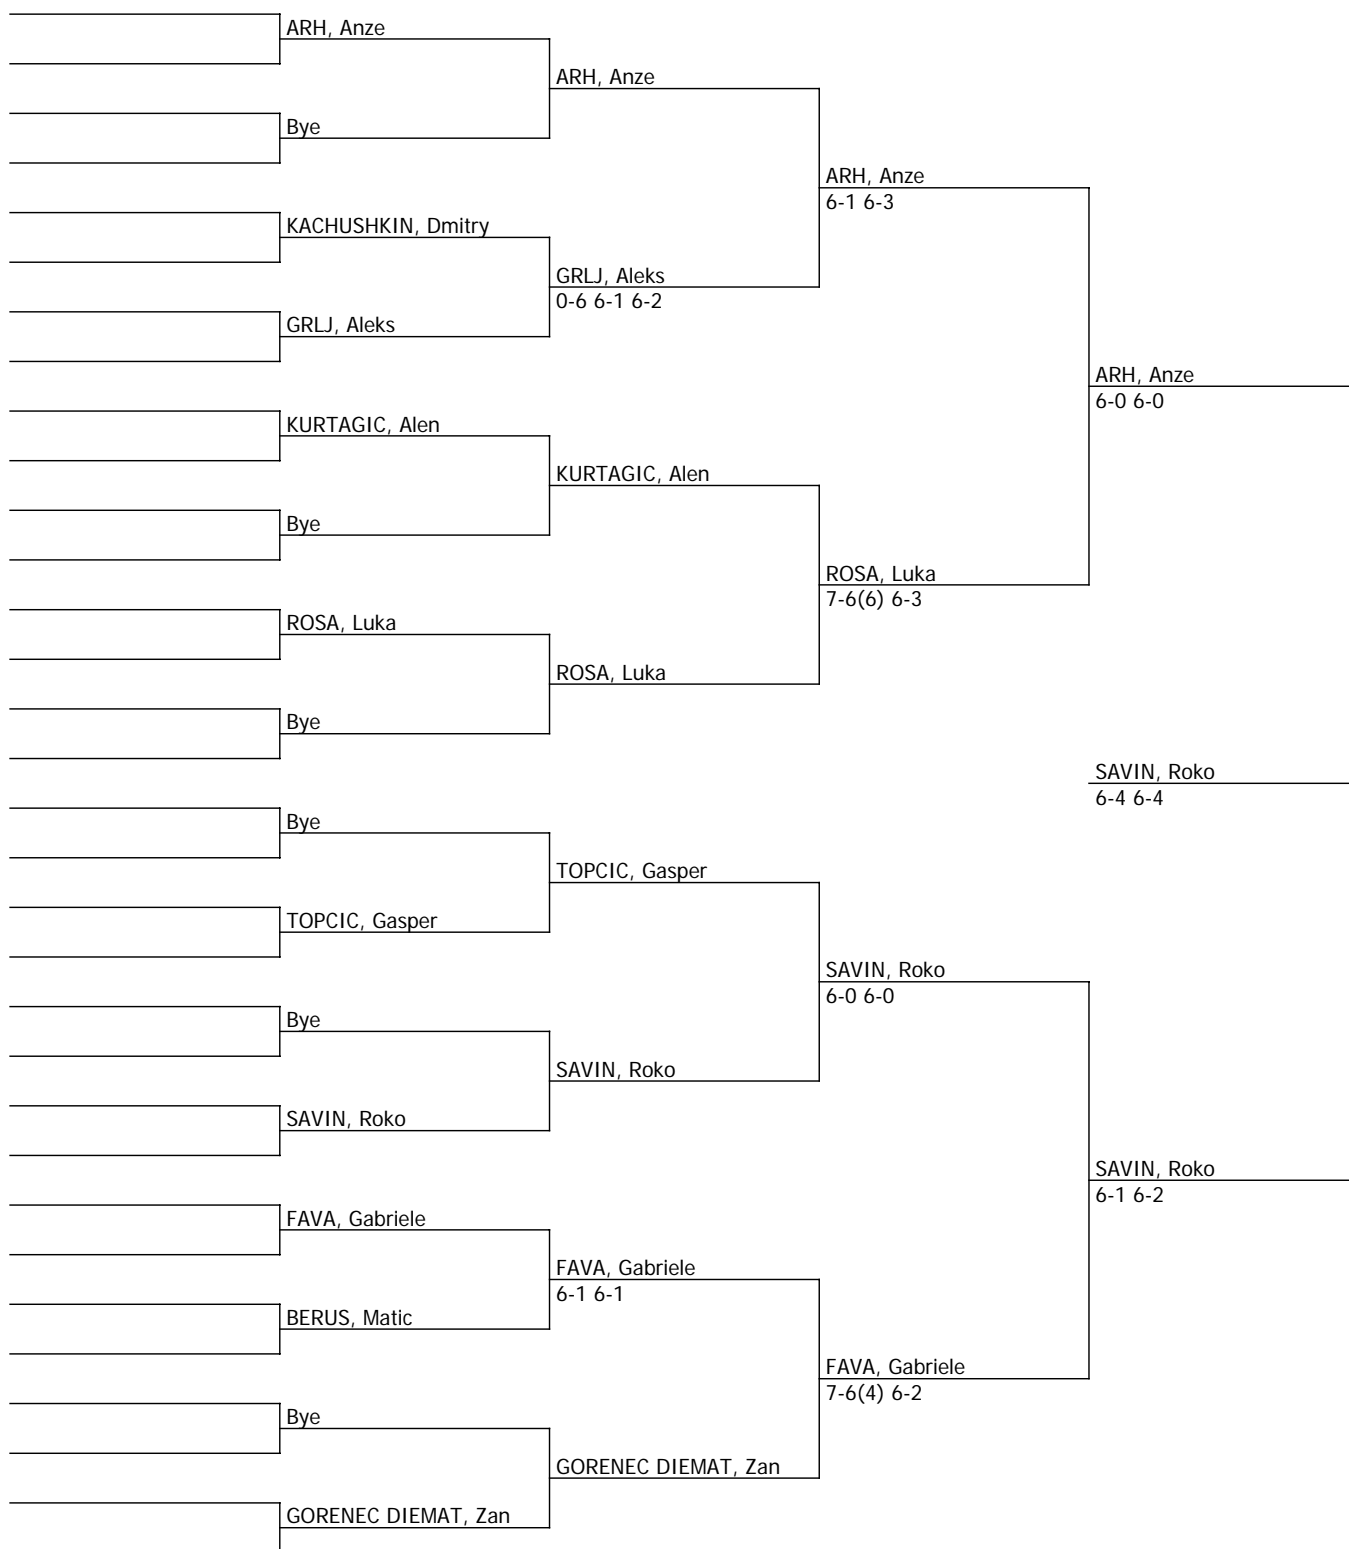 ARH, Anze
ARH, Anze
Bye
ARH, Anze
6-1 6-3
KACHUSHKIN, Dmitry
GRLJ, Aleks
0-6 6-1 6-2
GRLJ, Aleks
ARH, Anze
6-0 6-0
KURTAGIC, Alen
KURTAGIC, Alen
Bye
ROSA, Luka
7-6(6) 6-3
ROSA, Luka
ROSA, Luka
Bye
SAVIN, Roko
6-4 6-4
Bye
TOPCIC, Gasper
TOPCIC, Gasper
SAVIN, Roko
6-0 6-0
Bye
SAVIN, Roko
SAVIN, Roko
SAVIN, Roko
6-1 6-2
FAVA, Gabriele
FAVA, Gabriele
6-1 6-1
BERUS, Matic
FAVA, Gabriele
7-6(4) 6-2
Bye
GORENEC DIEMAT, Zan
GORENEC DIEMAT, Zan